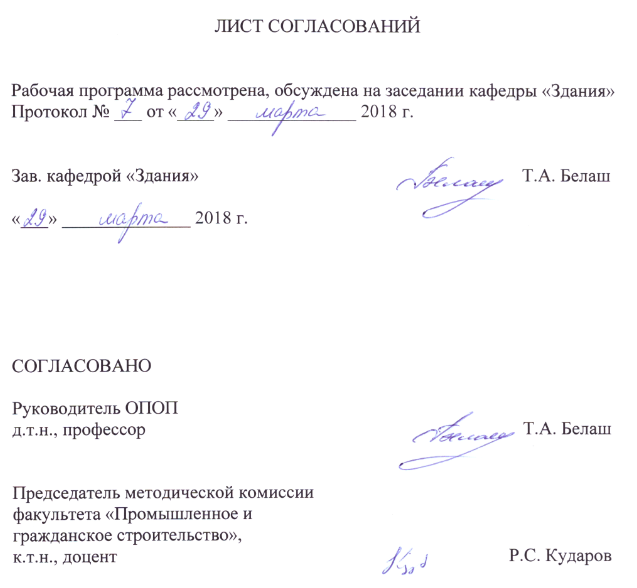 ЛИСТ СОГЛАСОВАНИЙ
Рабочая программа рассмотрена, обсуждена на заседании кафедры «Здания»
Протокол № 7 от «29» марта 2018 г.
Зав. кафедрой «Здания» Т.А. Белаш
«29» марта 2018 г.
СОГЛАСОВАНО
Руководитель ОПОП
д.т.н., профессор Т.А. Белаш
Председатель методической комиссии
факультета «Промышленное и
гражданское строительство»,
к.т.н., доцент Р.С. Кударов